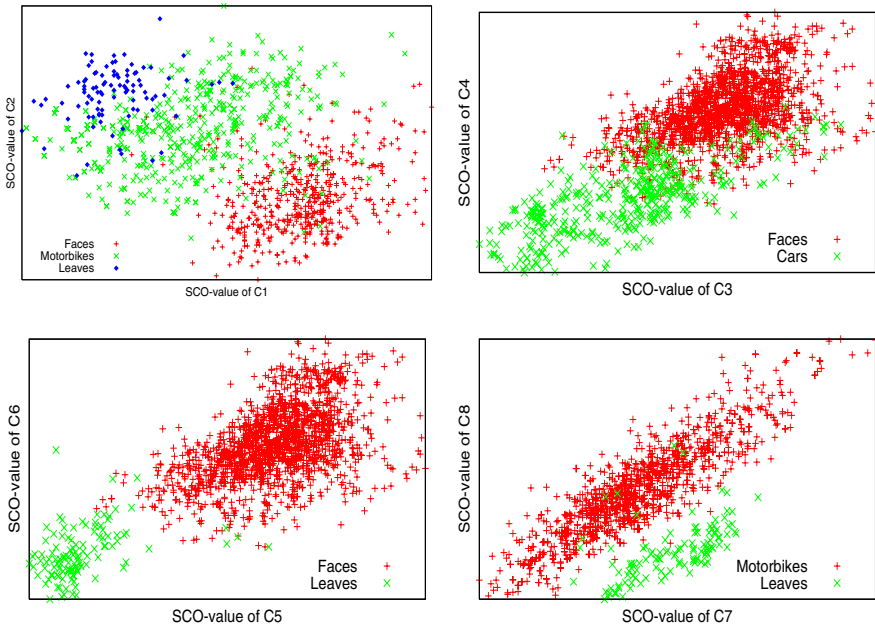 SCO-value of C2
Faces
Motorbikes
Leaves
SCO-value of C1
SCO-value of C4
Faces
Cars
SCO-value of C3
SCO-value of C6
Faces
Leaves
SCO-value of C5
SCO-value of C8
Motorbikes
Leaves
SCO-value of C7